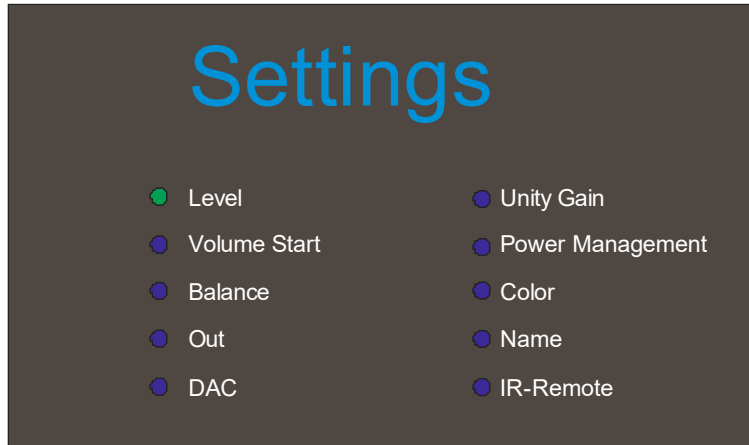 Settings
Level
Volume Start
Balance
Out
DAC
Unity Gain
Power Management
Color
Name
IR-Remote